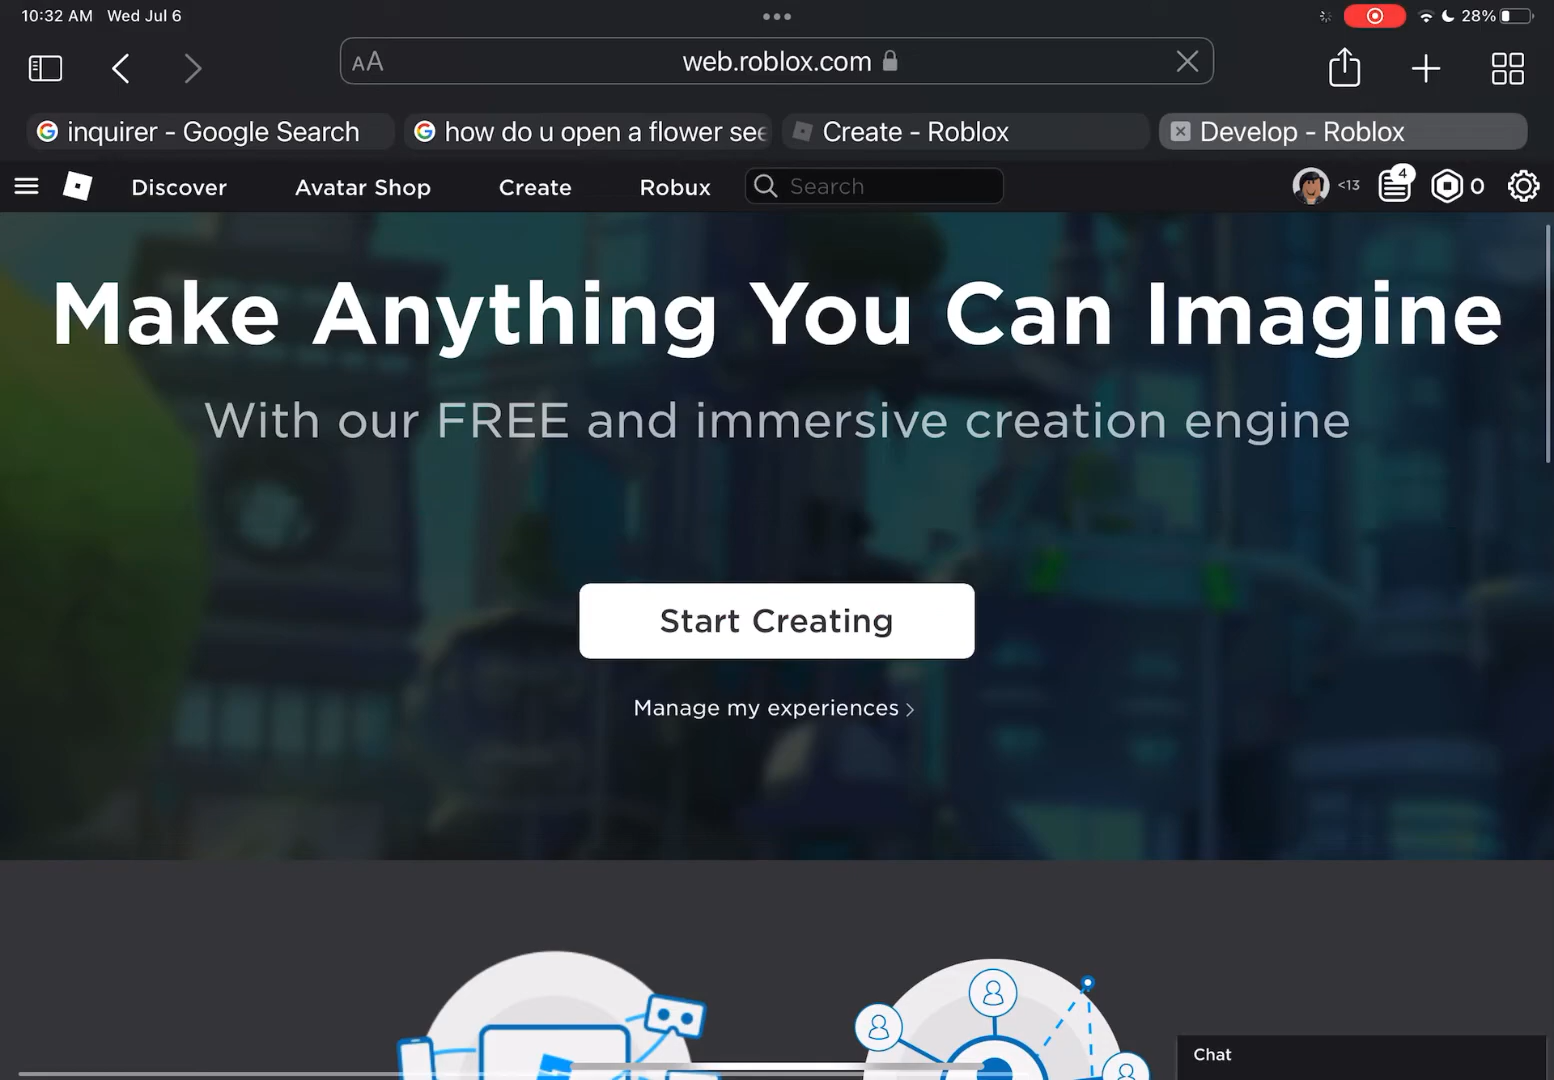 10:32 AM Wed Jul 6
28%
AA
web.roblox.com
inquirer - Google Search
how do u open a flower see
Create - Roblox
Develop - Roblox
Discover
Avatar Shop
Create
Robux
Search
<13
4
0
Make Anything You Can Imagine
With our FREE and immersive creation engine
Start Creating
Manage my experiences
Chat